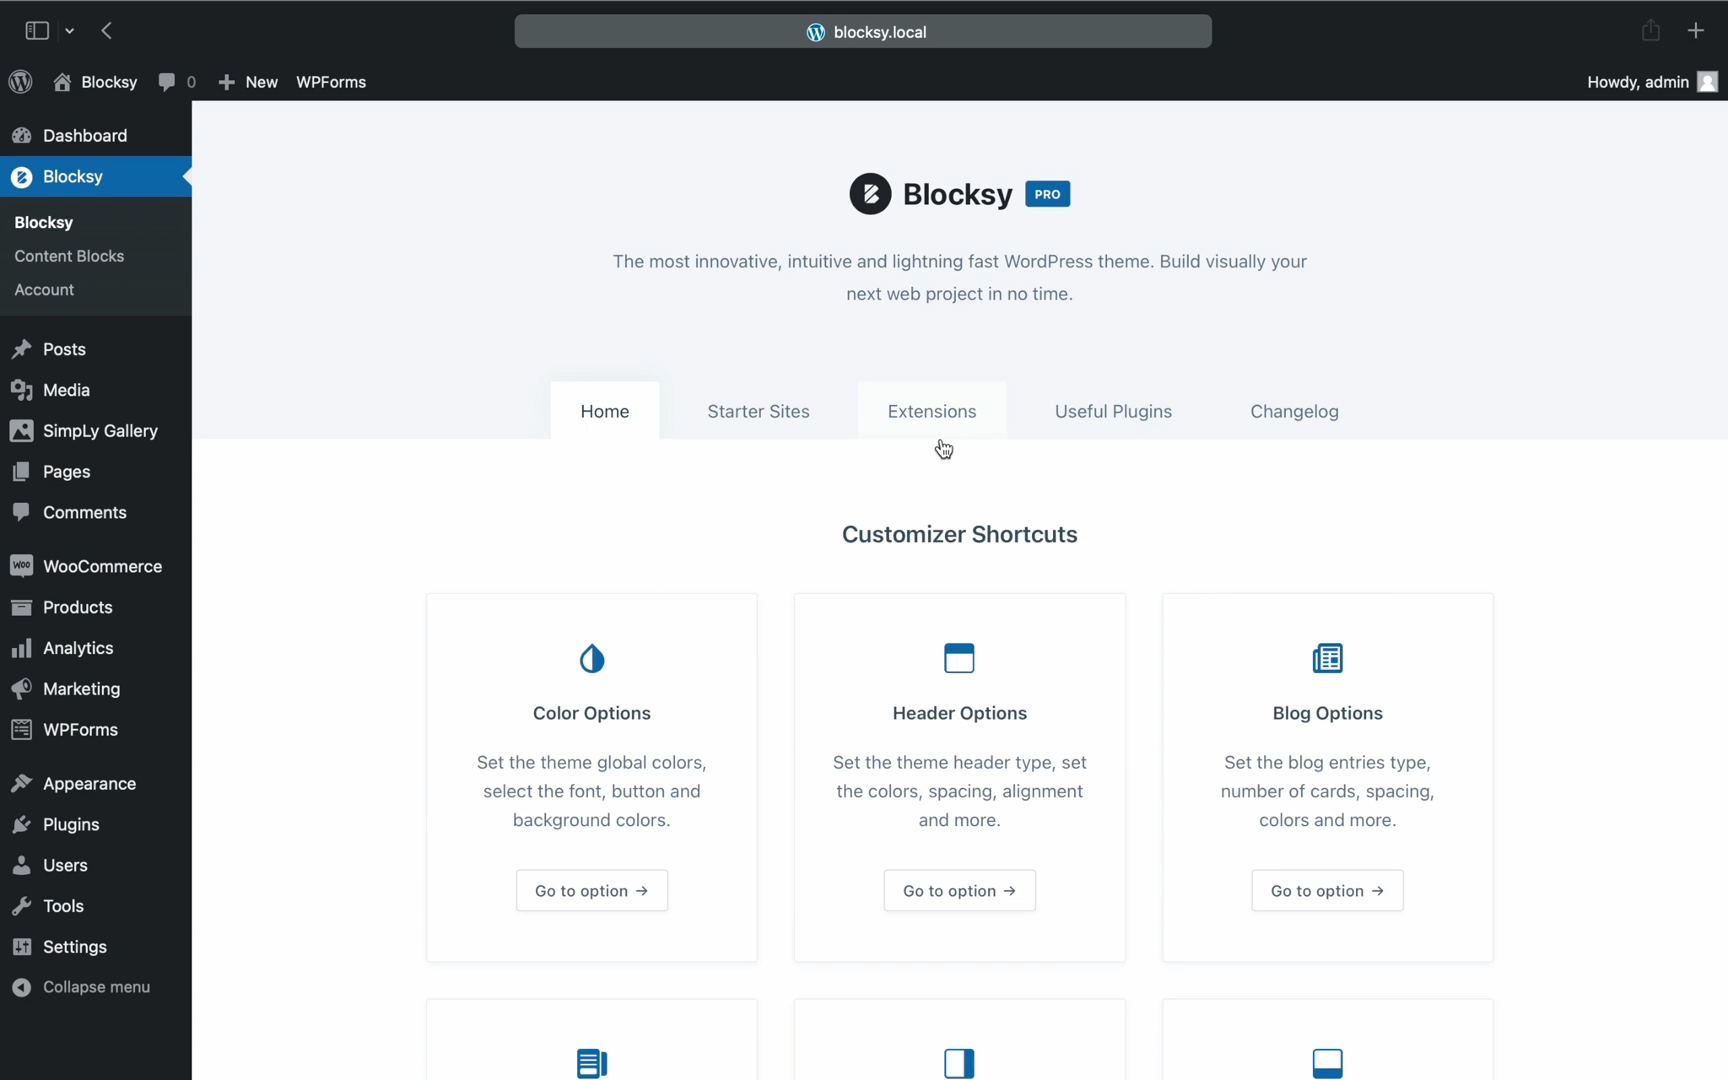 blocksy.local
Blocksy 0 New WPForms Howdy, admin
Dashboard
Blocksy
Blocksy
Content Blocks
Account
Posts
Media
SimpLy Gallery
Pages
Comments
WooCommerce
Products
Analytics
Marketing
WPForms
Appearance
Plugins
Users
Tools
Settings
Collapse menu
Blocksy PRO
The most innovative, intuitive and lightning fast WordPress theme. Build visually your
next web project in no time.
Home Starter Sites Extensions Useful Plugins Changelog
Customizer Shortcuts
Color Options
Set the theme global colors,
select the font, button and
background colors.
Go to option →
Header Options
Set the theme header type, set
the colors, spacing, alignment
and more.
Go to option →
Blog Options
Set the blog entries type,
number of cards, spacing,
colors and more.
Go to option →